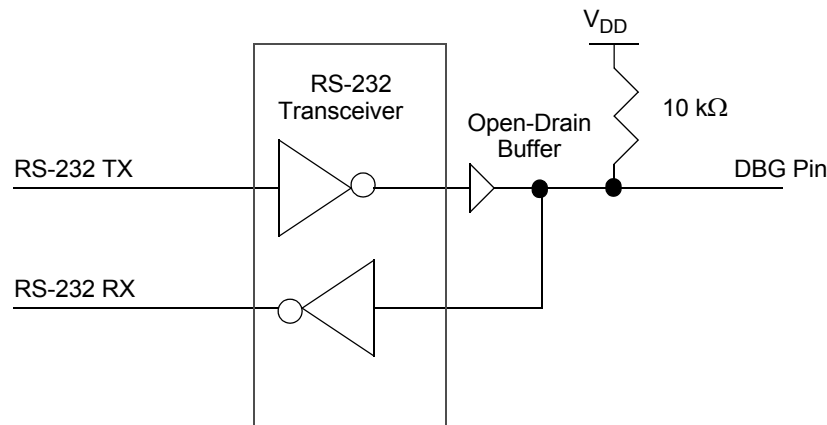 V_DD
RS-232
Transceiver
10 kΩ
Open-Drain
Buffer
RS-232 TX
DBG Pin
RS-232 RX